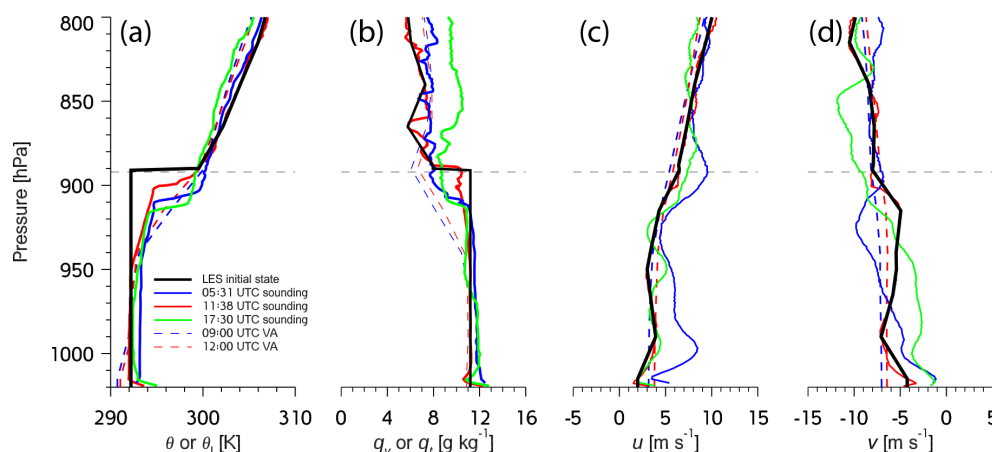 (a) (b) (c) (d)
800
850
900
950
1000
Pressure [hPa]
LES initial state
05:31 UTC sounding
11:38 UTC sounding
17:30 UTC sounding
09:00 UTC VA
12:00 UTC VA
290 300 310
0 4 8 12 16
-5 0 5 10 15
-15 -10 -5 0 5
θ or θl [K]
qv or qt [g kg-1]
u [m s-1]
v [m s-1]